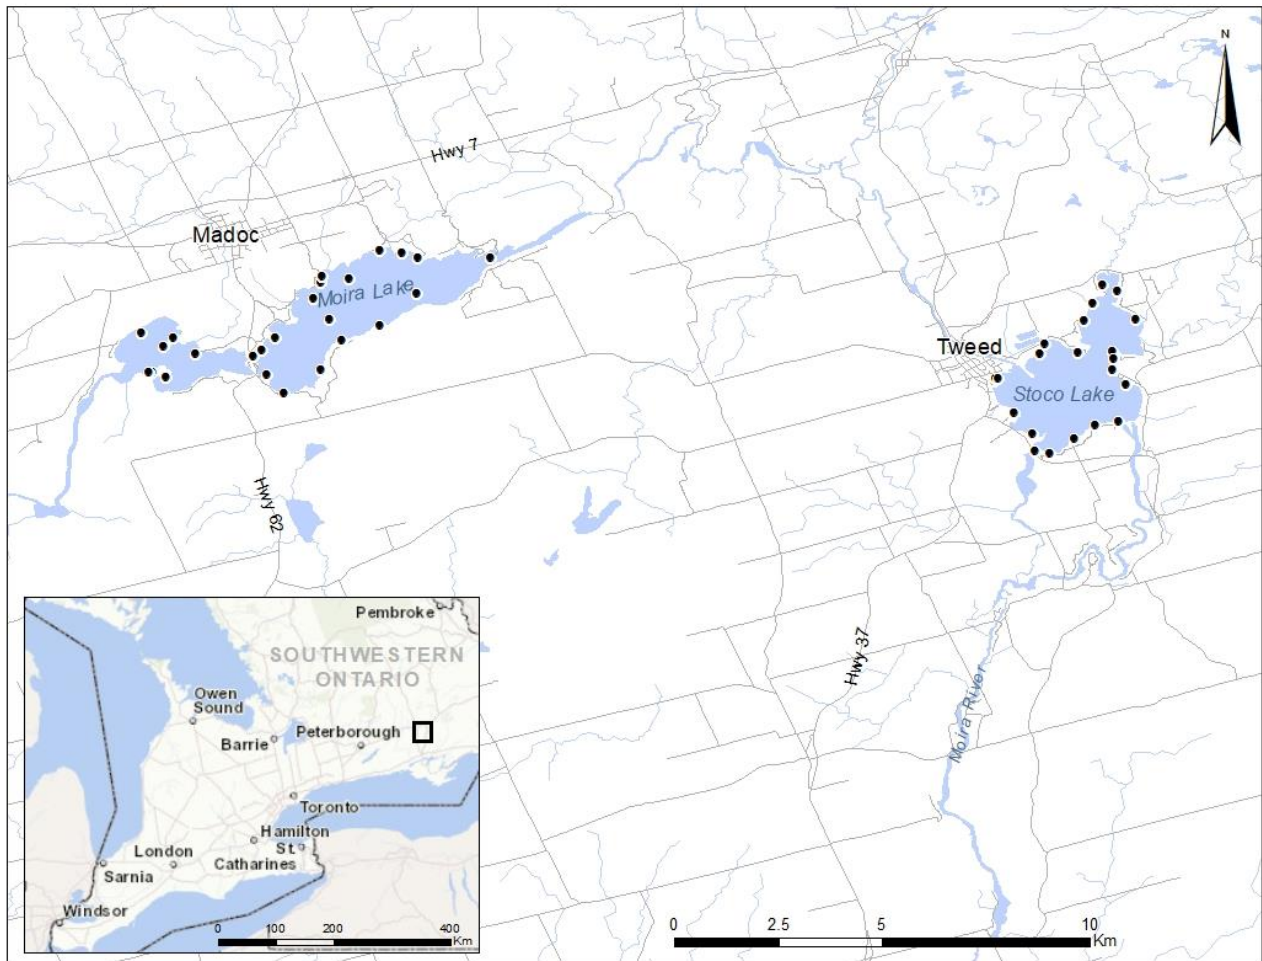 N
Hwy 7
Madoc
Moira Lake
Tweed
Stoco Lake
Hwy 62
Hwy 37
Moira River
Pembroke
SOUTHWESTERN
ONTARIO
Owen
Sound
Barrie
Peterborough
Toronto
Hamilton
St.
Catharines
London
Sarnia
Windsor
0 100 200 400
Km
0 2.5 5 10
Km